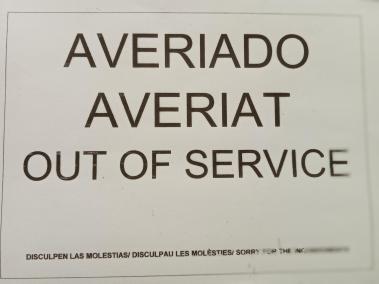 AVERIADO
AVERIAT
OUT OF SERVICE
DISCULPEN LAS MOLESTIAS/ DISCULPAU LES MOLÈSTIES/ SORRY FOR THE